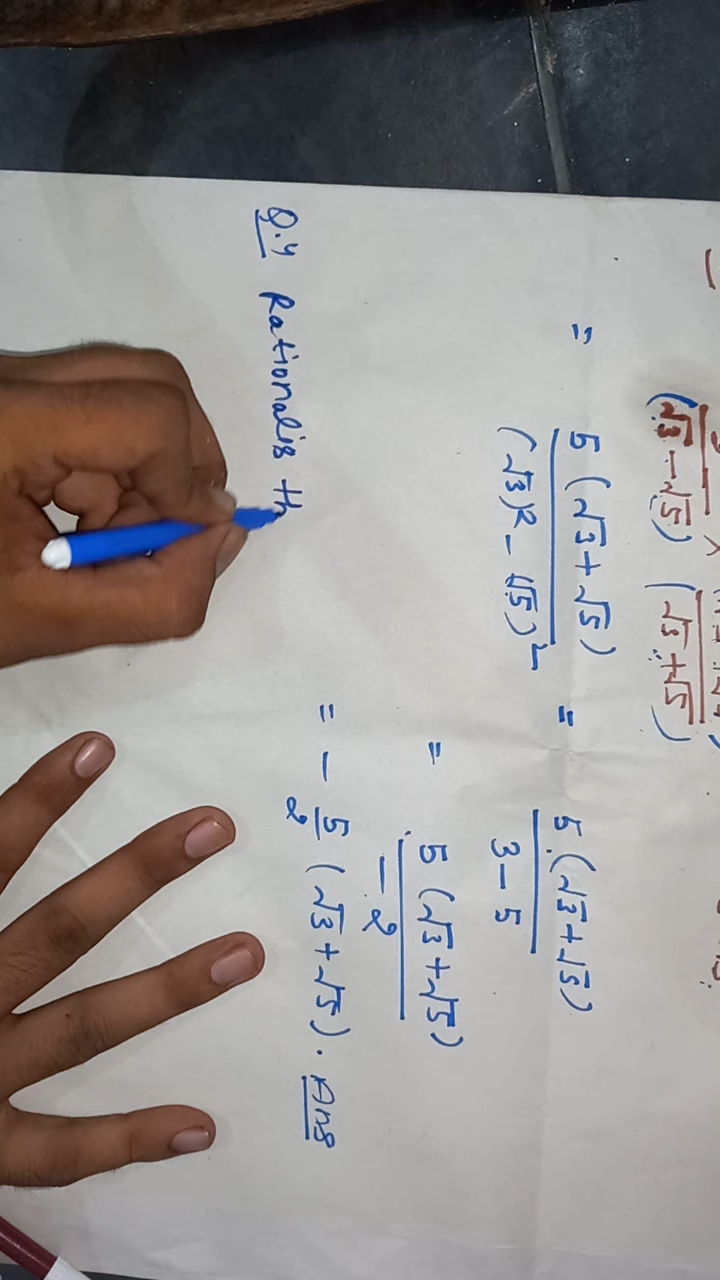 (√3 - √5) (√3 + √5)
= 5 (√3 + √5) / (√3)² - (√5)² = 5 (√3 + √5) / 3 - 5
= 5 (√3 + √5) / - 2
= - 5/2 (√3 + √5) . Ans
Q.4 Rationalis th